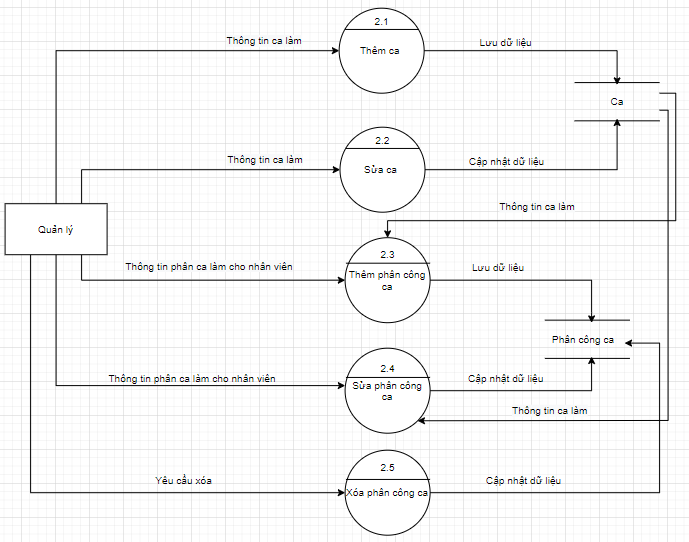 2.1
Thông tin ca làm
Lưu dữ liệu
Thêm ca
Ca
2.2
Thông tin ca làm
Cập nhật dữ liệu
Sửa ca
Thông tin ca làm
Quản lý
2.3
Thông tin phân ca làm cho nhân viên
Lưu dữ liệu
Thêm phân công
ca
Phân công ca
2.4
Thông tin phân ca làm cho nhân viên
Cập nhật dữ liệu
Sửa phân công
ca
Thông tin ca làm
2.5
Yêu cầu xóa
Cập nhật dữ liệu
Xóa phân công ca